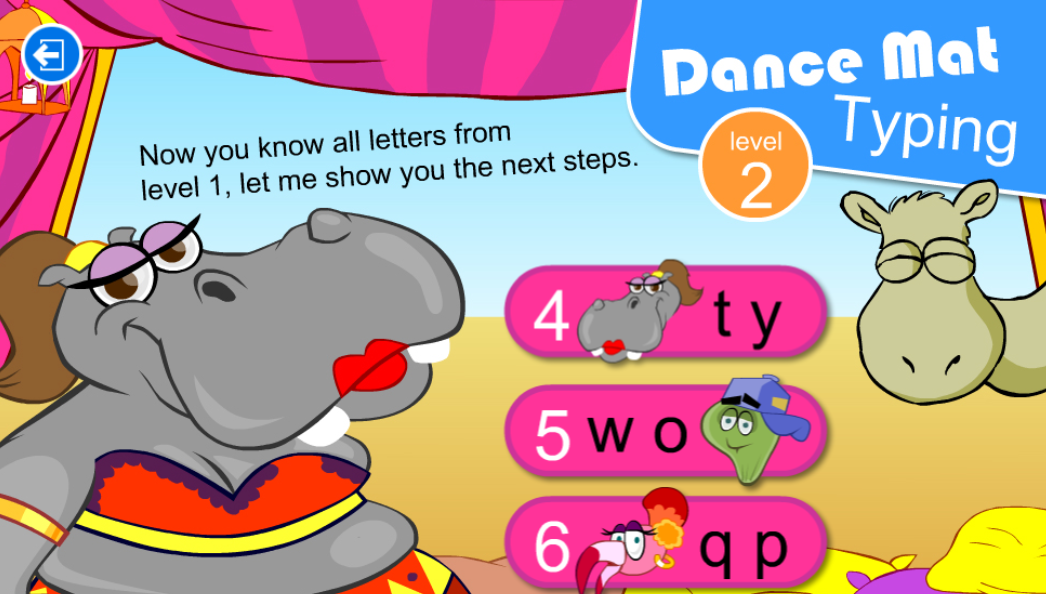 Dance Mat
Typing
level
2
Now you know all letters from
level 1, let me show you the next steps.
4 t y
5 w o
6 q p